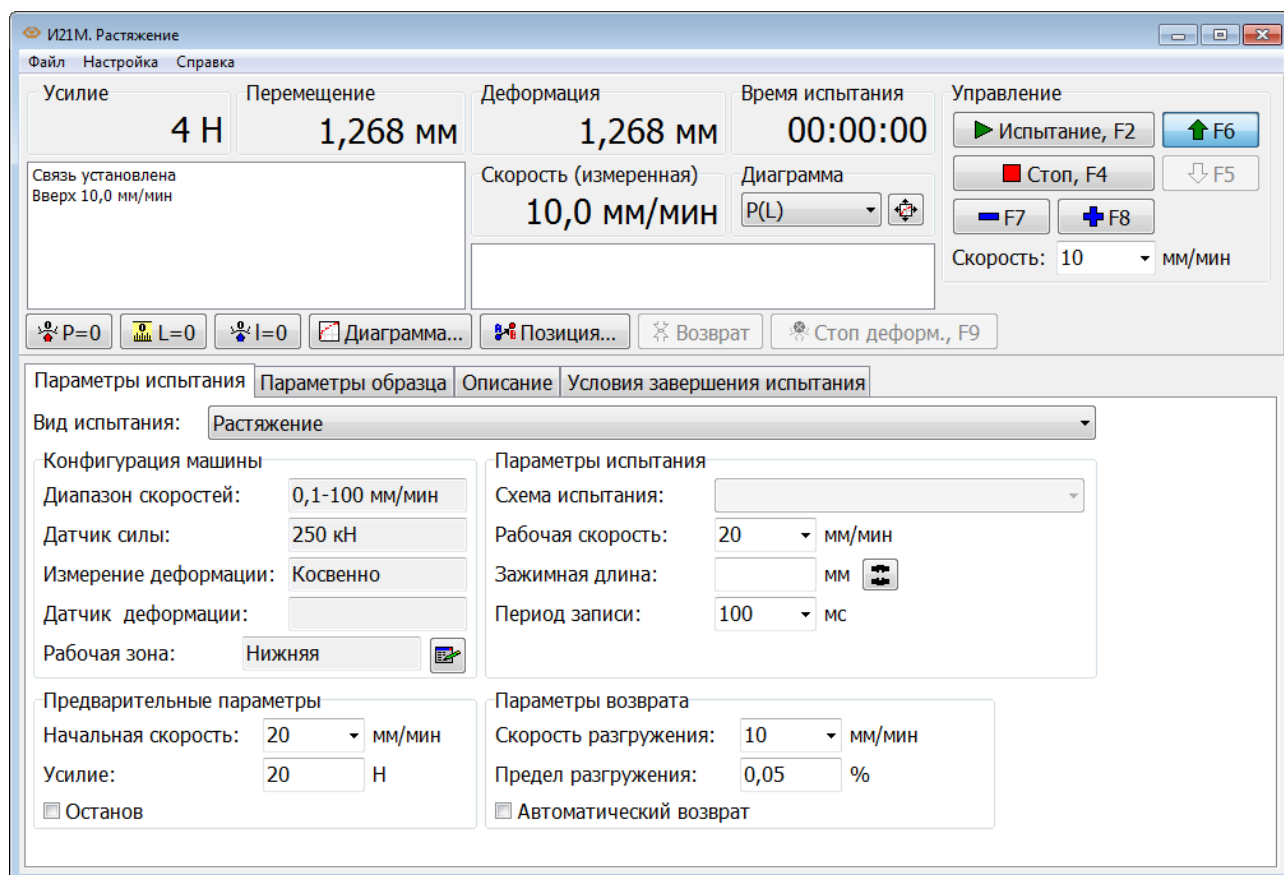 И21М. Растяжение
Файл Настройка Справка
Усилие Перемещение Деформация Время испытания Управление
4 Н 1,268 мм 1,268 мм 00:00:00 Испытание, F2 F6
Связь установлена
Вверх 10,0 мм/мин
Скорость (измеренная) Диаграмма Стоп, F4 F5
10,0 мм/мин P(L) F7 F8
Скорость: 10 мм/мин
P=0 L=0 l=0 Диаграмма... Позиция... Возврат Стоп деформ., F9
Параметры испытания Параметры образца Описание Условия завершения испытания
Вид испытания: Растяжение
Конфигурация машины Параметры испытания
Диапазон скоростей: 0,1-100 мм/мин Схема испытания:
Датчик силы: 250 кН Рабочая скорость: 20 мм/мин
Измерение деформации: Косвенно Зажимная длина: мм
Датчик деформации: Период записи: 100 мс
Рабочая зона: Нижняя
Предварительные параметры Параметры возврата
Начальная скорость: 20 мм/мин Скорость разгружения: 10 мм/мин
Усилие: 20 Н Предел разгружения: 0,05 %
Останов Автоматический возврат